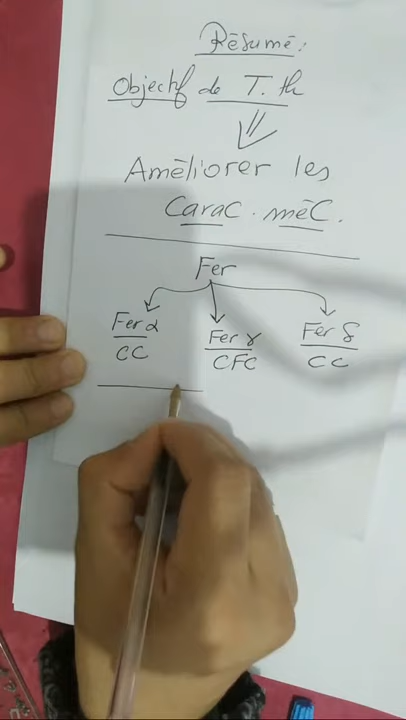 Résumé:
Objectif de T.th
Améliorer les
Carac. méc.
Fer
Fer α Fer γ Fer δ
CC CFC CC